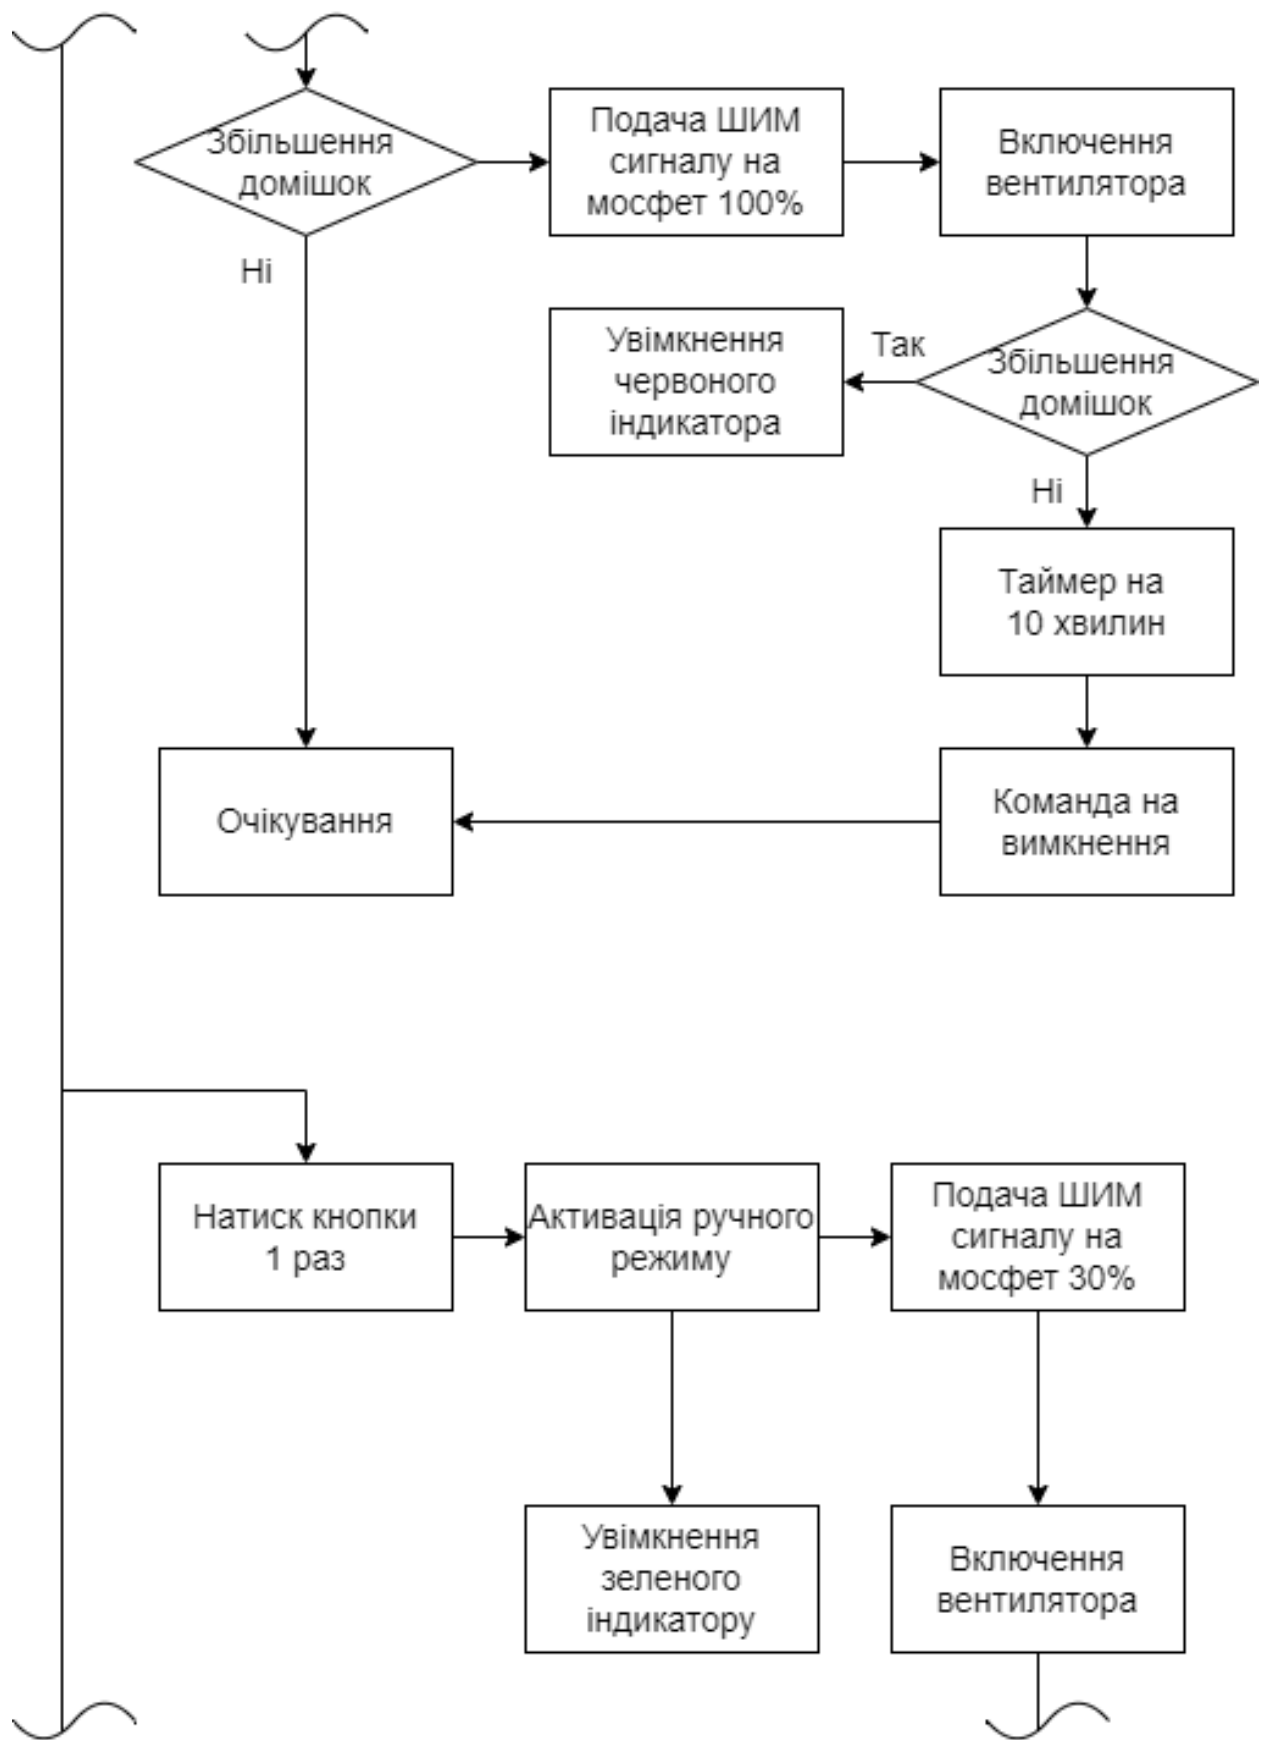 Збільшення
домішок
Подача ШИМ
сигналу на
мосфет 100%
Включення
вентилятора
Ні
Увімкнення
червоного
індикатора
Так
Збільшення
домішок
Ні
Таймер на
10 хвилин
Очікування
Команда на
вимкнення
Натиск кнопки
1 раз
Активація ручного
режиму
Подача ШИМ
сигналу на
мосфет 30%
Увімкнення
зеленого
індикатору
Включення
вентилятора